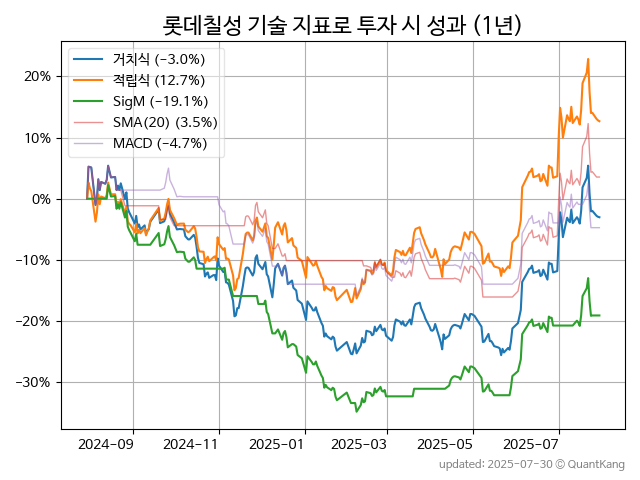 롯데칠성 기술 지표로 투자 시 성과 (1년)
거치식 (−3.0%)
적립식 (12.7%)
SigM (−19.1%)
SMA(20) (3.5%)
MACD (−4.7%)
20%
10%
0%
−10%
−20%
−30%
2024-09
2024-11
2025-01
2025-03
2025-05
2025-07
updated: 2025-07-30 © QuantKang